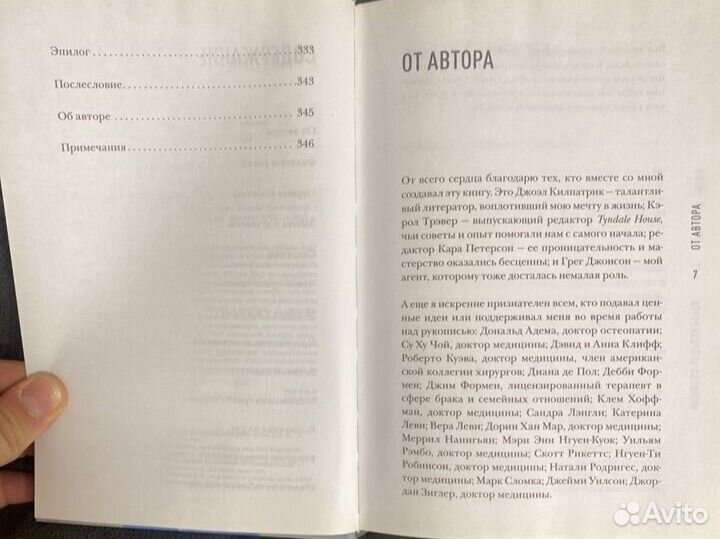 Эпилог . . . . . . . . . . . . . . . . . . . . . . . . . . . . . . . . . . 333
Послесловие . . . . . . . . . . . . . . . . . . . . . . . . . . . . . . 343
Об авторе . . . . . . . . . . . . . . . . . . . . . . . . . . . . . . . . 345
Примечания . . . . . . . . . . . . . . . . . . . . . . . . . . . . . . 346
ОТ АВТОРА
От всего сердца благодарю тех, кто вместе со мной
создавал эту книгу. Это Джоэл Килпатрик — талантли-
вый литератор, воплотивший мою мечту в жизнь; Кэ-
рол Трэвер — выпускающий редактор Tyndale House,
чьи советы и опыт помогали нам с самого начала; ре-
дактор Кара Петерсон — ее проницательность и ма-
стерство оказались бесценны; и Грег Джонсон — мой
агент, которому тоже досталась немалая роль.
А еще я искренне признателен всем, кто подавал цен-
ные идеи или поддерживал меня во время работы
над рукописью: Дональд Адема, доктор остеопатии;
Су Ху Чой, доктор медицины; Дэвид и Анна Клифф;
Роберто Куэва, доктор медицины, член американ-
ской коллегии хирургов; Диана де Пол; Дебби Фор-
мен; Джим Формен, лицензированный терапевт в
сфере брака и семейных отношений; Клем Хофф-
ман, доктор медицины; Сандра Лэнгли; Катерина
Леви; Вера Леви; Дорин Хан Мар, доктор медицины;
Меррил Нанигьян; Мэри Энн Нгуен-Куок; Уильям
Рэмбо, доктор медицины; Скотт Рикеттс; Нгуен-Ти
Робинсон, доктор медицины; Натали Родригес, док-
тор медицины; Марк Сломка; Джейми Уилсон; Джор-
дан Зиглер, доктор медицины.
ОТ АВТОРА
7
Avito